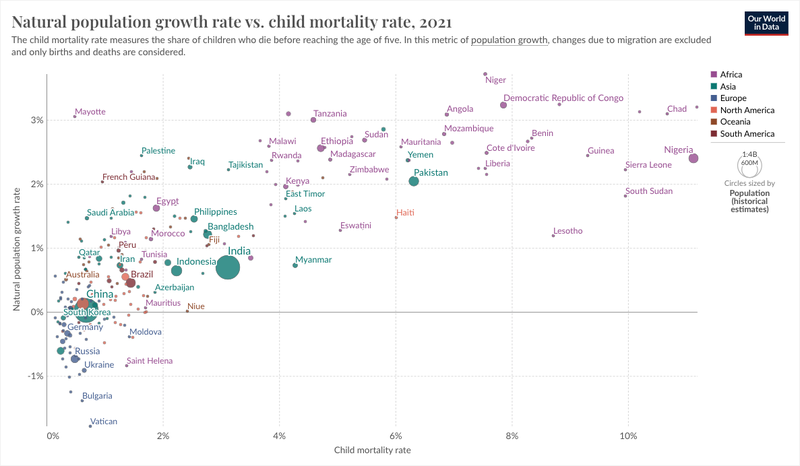 Natural population growth rate vs. child mortality rate, 2021
Our World
in Data
The child mortality rate measures the share of children who die before reaching the age of five. In this metric of population growth, changes due to migration are excluded
and only births and deaths are considered.
Niger
Africa
Asia
Europe
North America
Oceania
South America
1:4B
600M
Circles sized by
Population
(historical
estimates)
Democratic Republic of Congo
Mayotte
Tanzania
Angola
Chad
3%
Mozambique
Sudan
Benin
Malawi
Ethiopia
Mauritania
Palestine
Rwanda
Madagascar
Yemen
Cote d'Ivoire
Guinea
Nigeria
Iraq
Tajikistan
Zimbabwe
Pakistan
Liberia
Sierra Leone
French Guiana
Kenya
2%
East Timor
South Sudan
Egypt
Saudi Arabia
Philippines
Laos
Haiti
Libya
Morocco
Bangladesh
Fiji
Eswatini
Lesotho
Peru
1%
Qatar
Iran
Tunisia
Indonesia
India
Myanmar
Australia
Brazil
Azerbaijan
China
Mauritius
Niue
South Korea
0%
Germany
Moldova
Russia
Saint Helena
Ukraine
-1%
Bulgaria
Vatican
Natural population growth rate
0%
2%
4%
6%
8%
10%
Child mortality rate